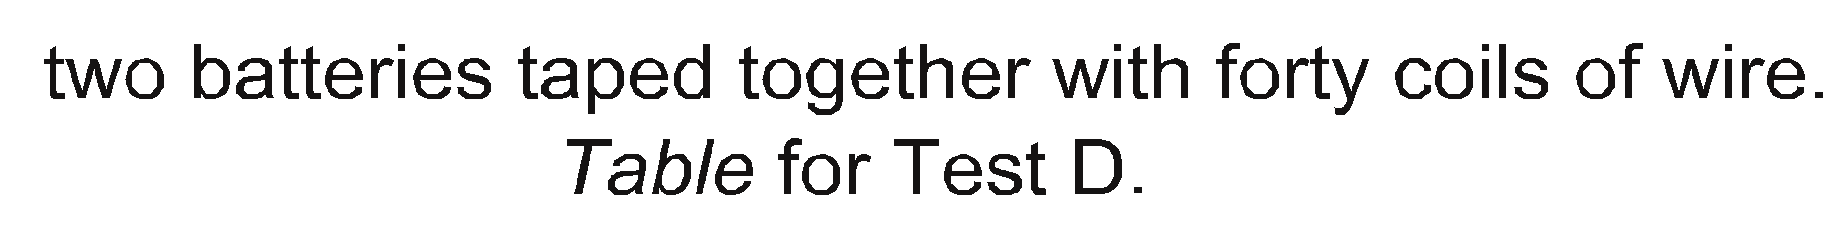 two batteries taped together with forty coils of wire.
Table for Test D.